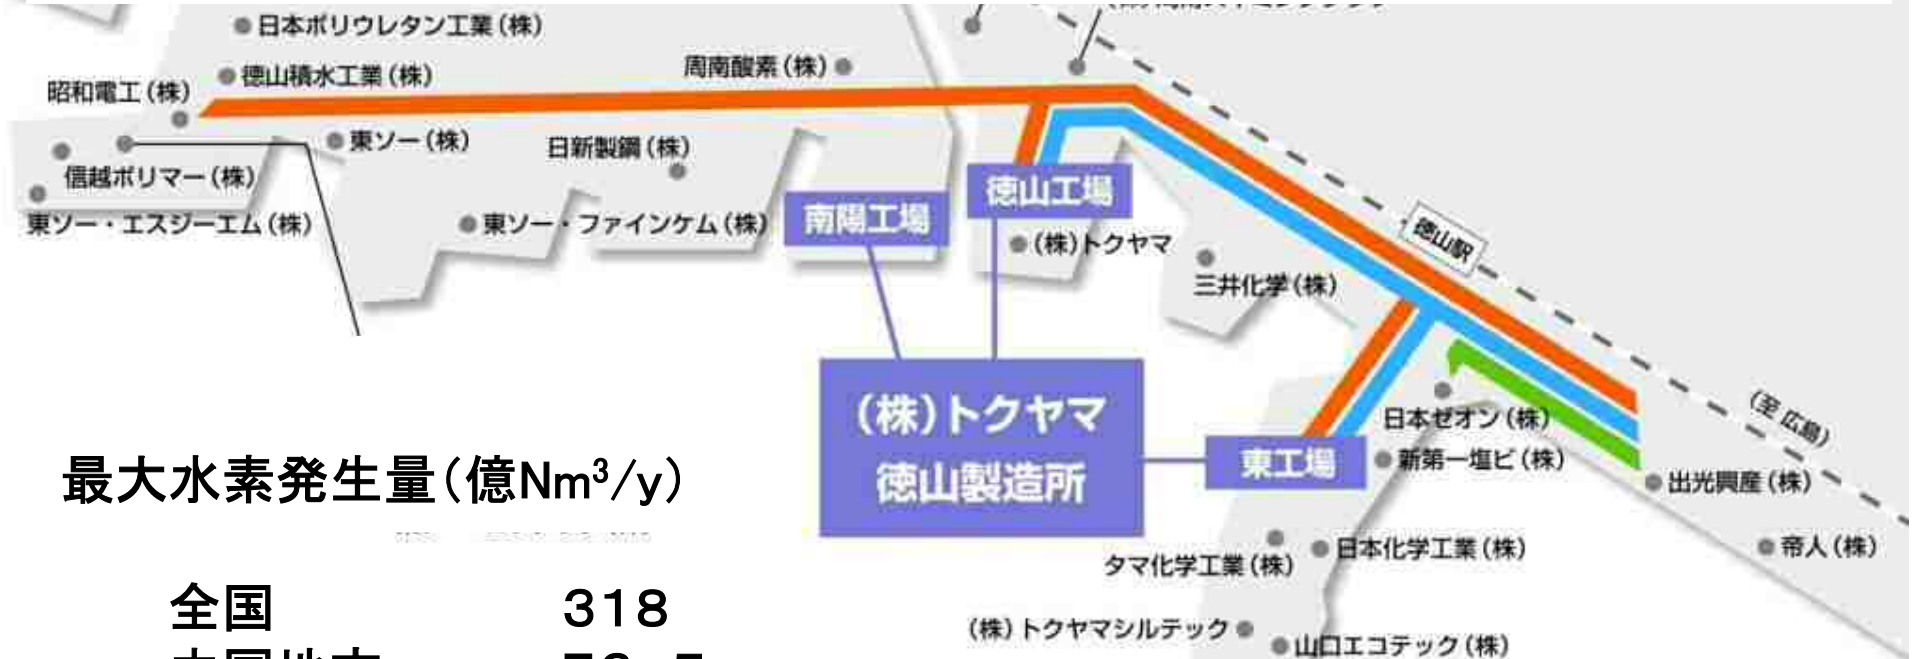 日本ポリウレタン工業(株)
徳山積水工業(株)
周南酸素(株)
昭和電工(株)
東ソー(株)
日新製鋼(株)
信越ポリマー(株)
東ソー・エスジーエム(株)
東ソー・ファインケム(株)
南陽工場
徳山工場
(株)トクヤマ
徳山駅
三井化学(株)
(株)トクヤマ
徳山製造所
日本ゼオン(株)
(至 広島)
東工場
新第一塩ビ(株)
出光興産(株)
最大水素発生量(億Nm³/y)
タマ化学工業(株)
日本化学工業(株)
帝人(株)
全国 318
(株)トクヤマシルテック
山口エコテック(株)